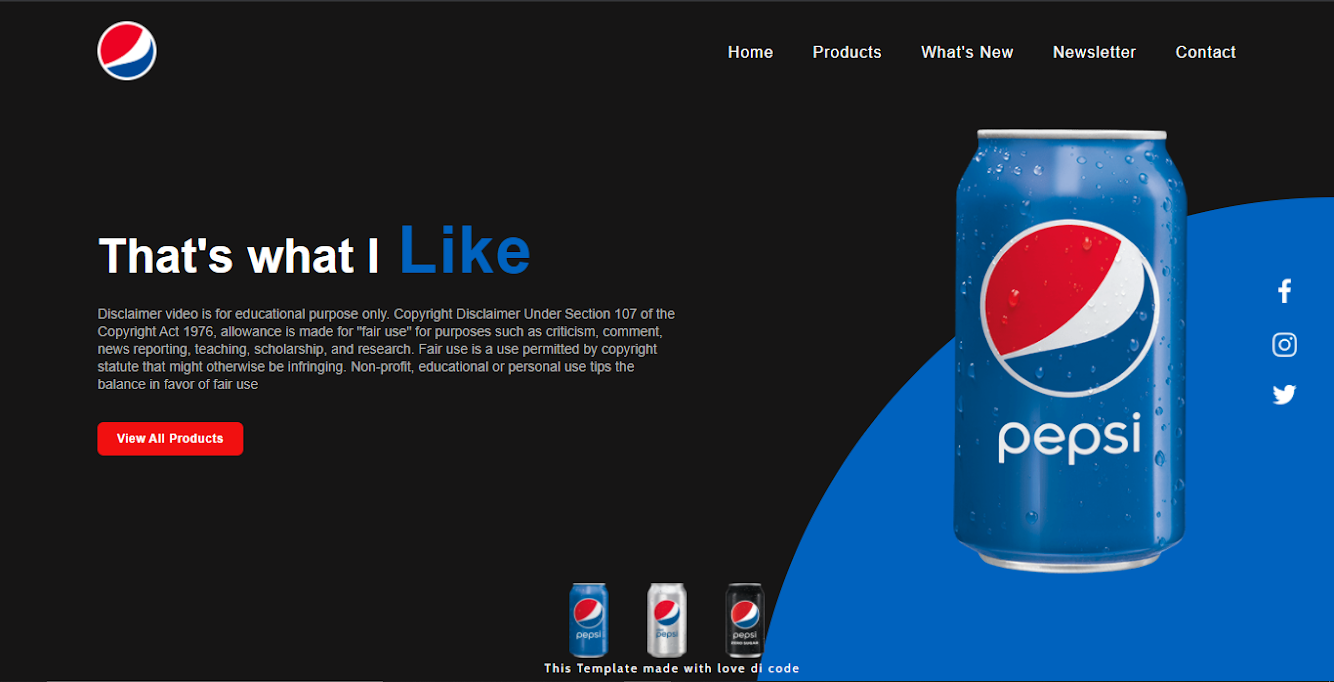 Home Products What's New Newsletter Contact
That's what I Like
Disclaimer video is for educational purpose only. Copyright Disclaimer Under Section 107 of the
Copyright Act 1976, allowance is made for "fair use" for purposes such as criticism, comment,
news reporting, teaching, scholarship, and research. Fair use is a use permitted by copyright
statute that might otherwise be infringing. Non-profit, educational or personal use tips the
balance in favor of fair use
View All Products
pepsi
pepsi pepsi pepsi
This Template made with love di code